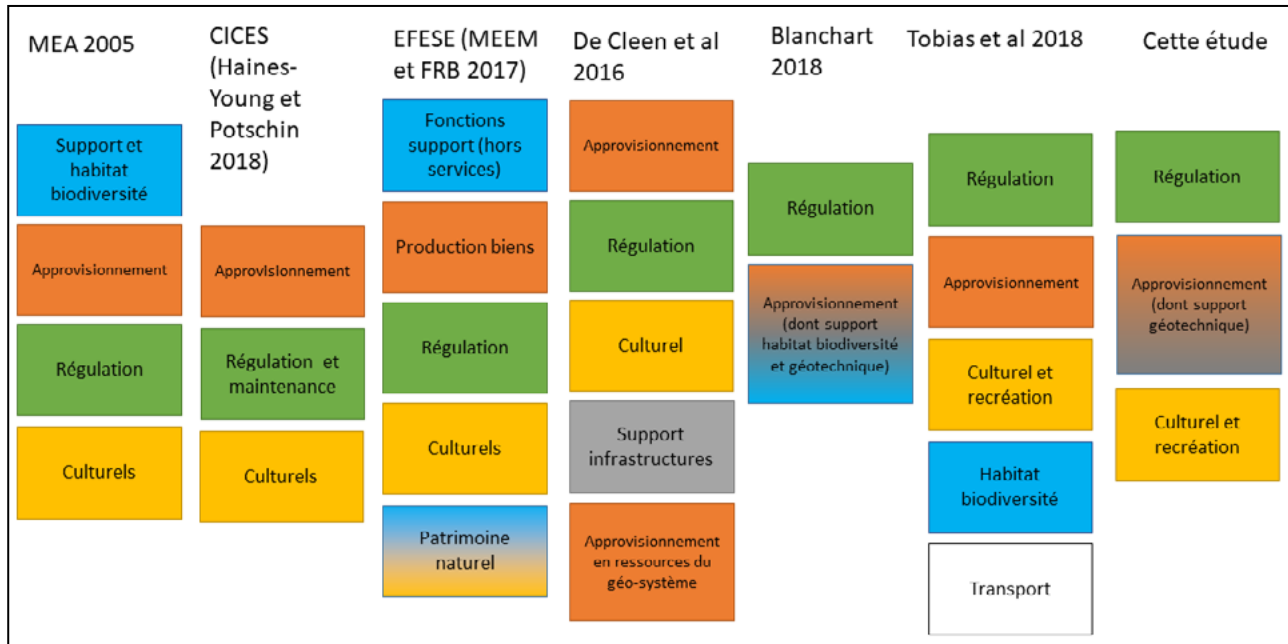 MEA 2005
Support et
habitat
biodiversité
Approvisionnement
Régulation
Culturels
CICES
(Haines-
Young et
Potschin
2018)
Approvisionnement
Régulation et
maintenance
Culturels
EFESE (MEEM
et FRB 2017)
Fonctions
support (hors
services)
Production biens
Régulation
Culturels
Patrimoine
naturel
De Cleen et al
2016
Approvisionnement
Régulation
Culturel
Support
infrastructures
Approvisionnement
en ressources du
géo-système
Blanchart
2018
Régulation
Approvisionnement
(dont support
habitat biodiversité
et géotechnique)
Tobias et al 2018
Régulation
Approvisionnement
Culturel et
recréation
Habitat
biodiversité
Transport
Cette étude
Régulation
Approvisionnement
(dont support
géotechnique)
Culturel et
recréation